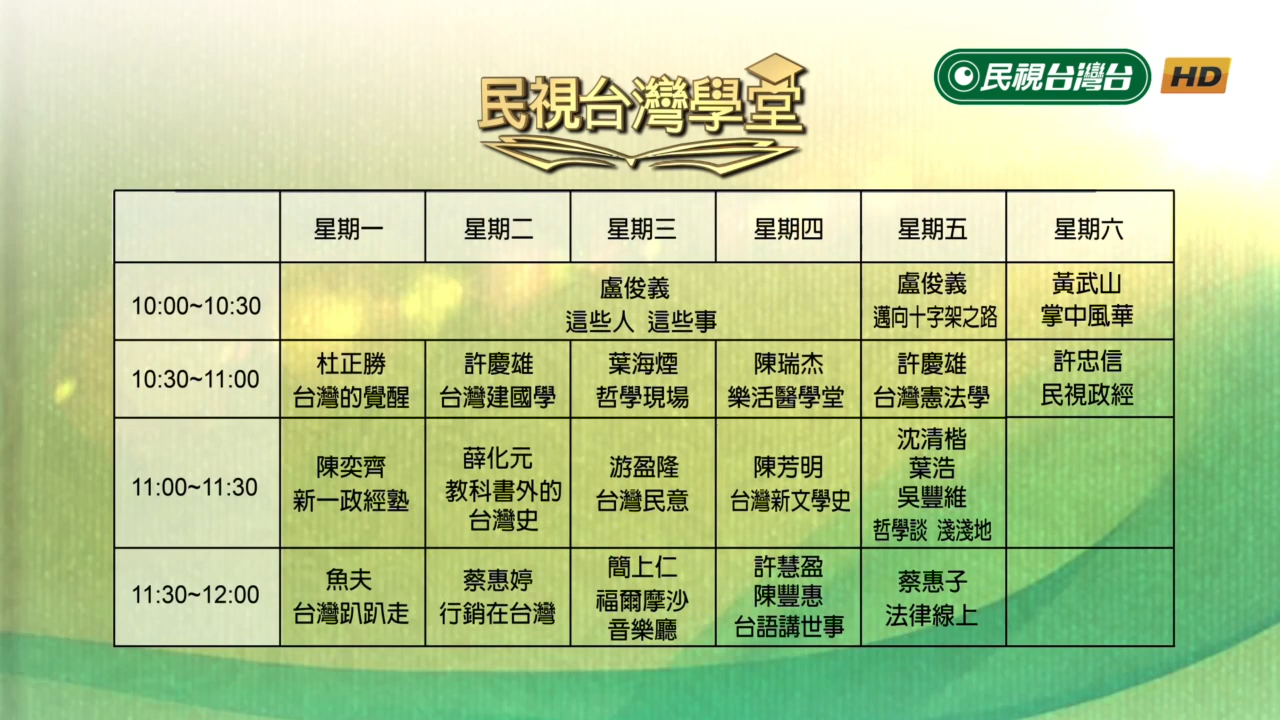 民視台灣學堂
民視台灣台
HD
星期一 星期二 星期三 星期四 星期五 星期六
10:00~10:30
盧俊義
這些人 這些事
盧俊義
邁向十字架之路
黃武山
掌中風華
10:30~11:00
杜正勝
台灣的覺醒
許慶雄
台灣建國學
葉海煙
哲學現場
陳瑞杰
樂活醫學堂
許慶雄
台灣憲法學
許忠信
民視政經
11:00~11:30
陳奕齊
新一政經塾
薛化元
教科書外的
台灣史
游盈隆
台灣民意
陳芳明
台灣新文學史
沈清楷
葉浩
吳豐維
哲學談 淺淺地
11:30~12:00
魚夫
台灣趴趴走
蔡惠婷
行銷在台灣
簡上仁
福爾摩沙
音樂廳
許慧盈
陳豐惠
台語講世事
蔡惠子
法律線上